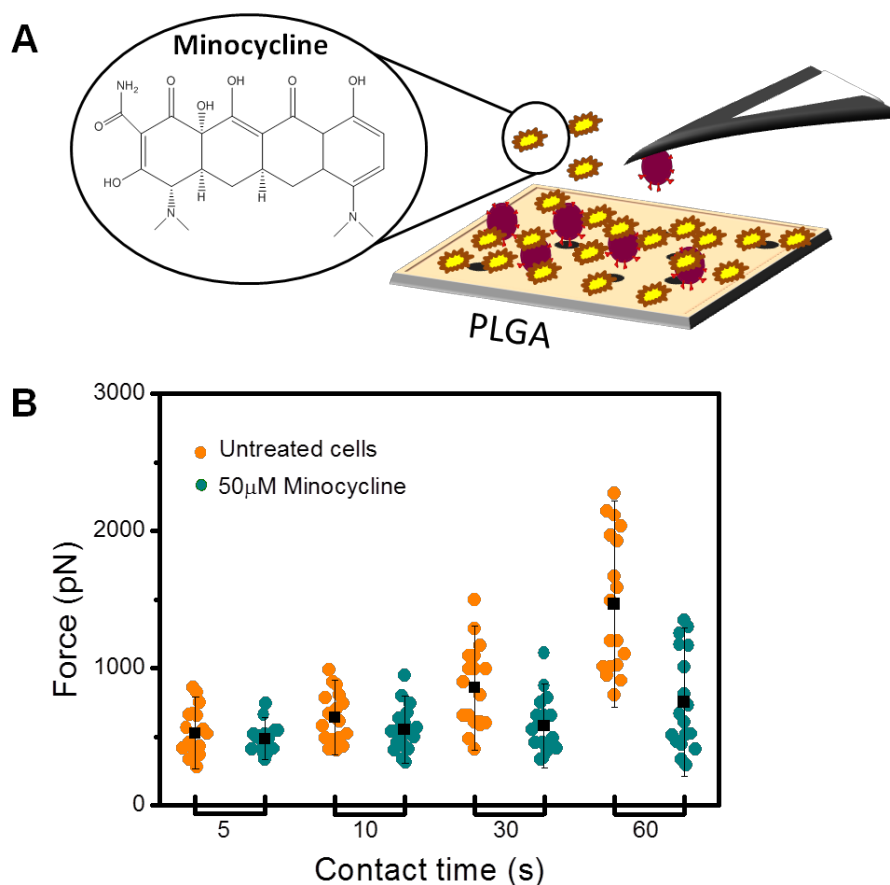 A
Minocycline
NH2
O
O
OH
O
OH
OH
HO
H
H
N
N
PLGA
B
3000
2000
1000
0
Force (pN)
Untreated cells
50μM Minocycline
5
10
30
60
Contact time (s)